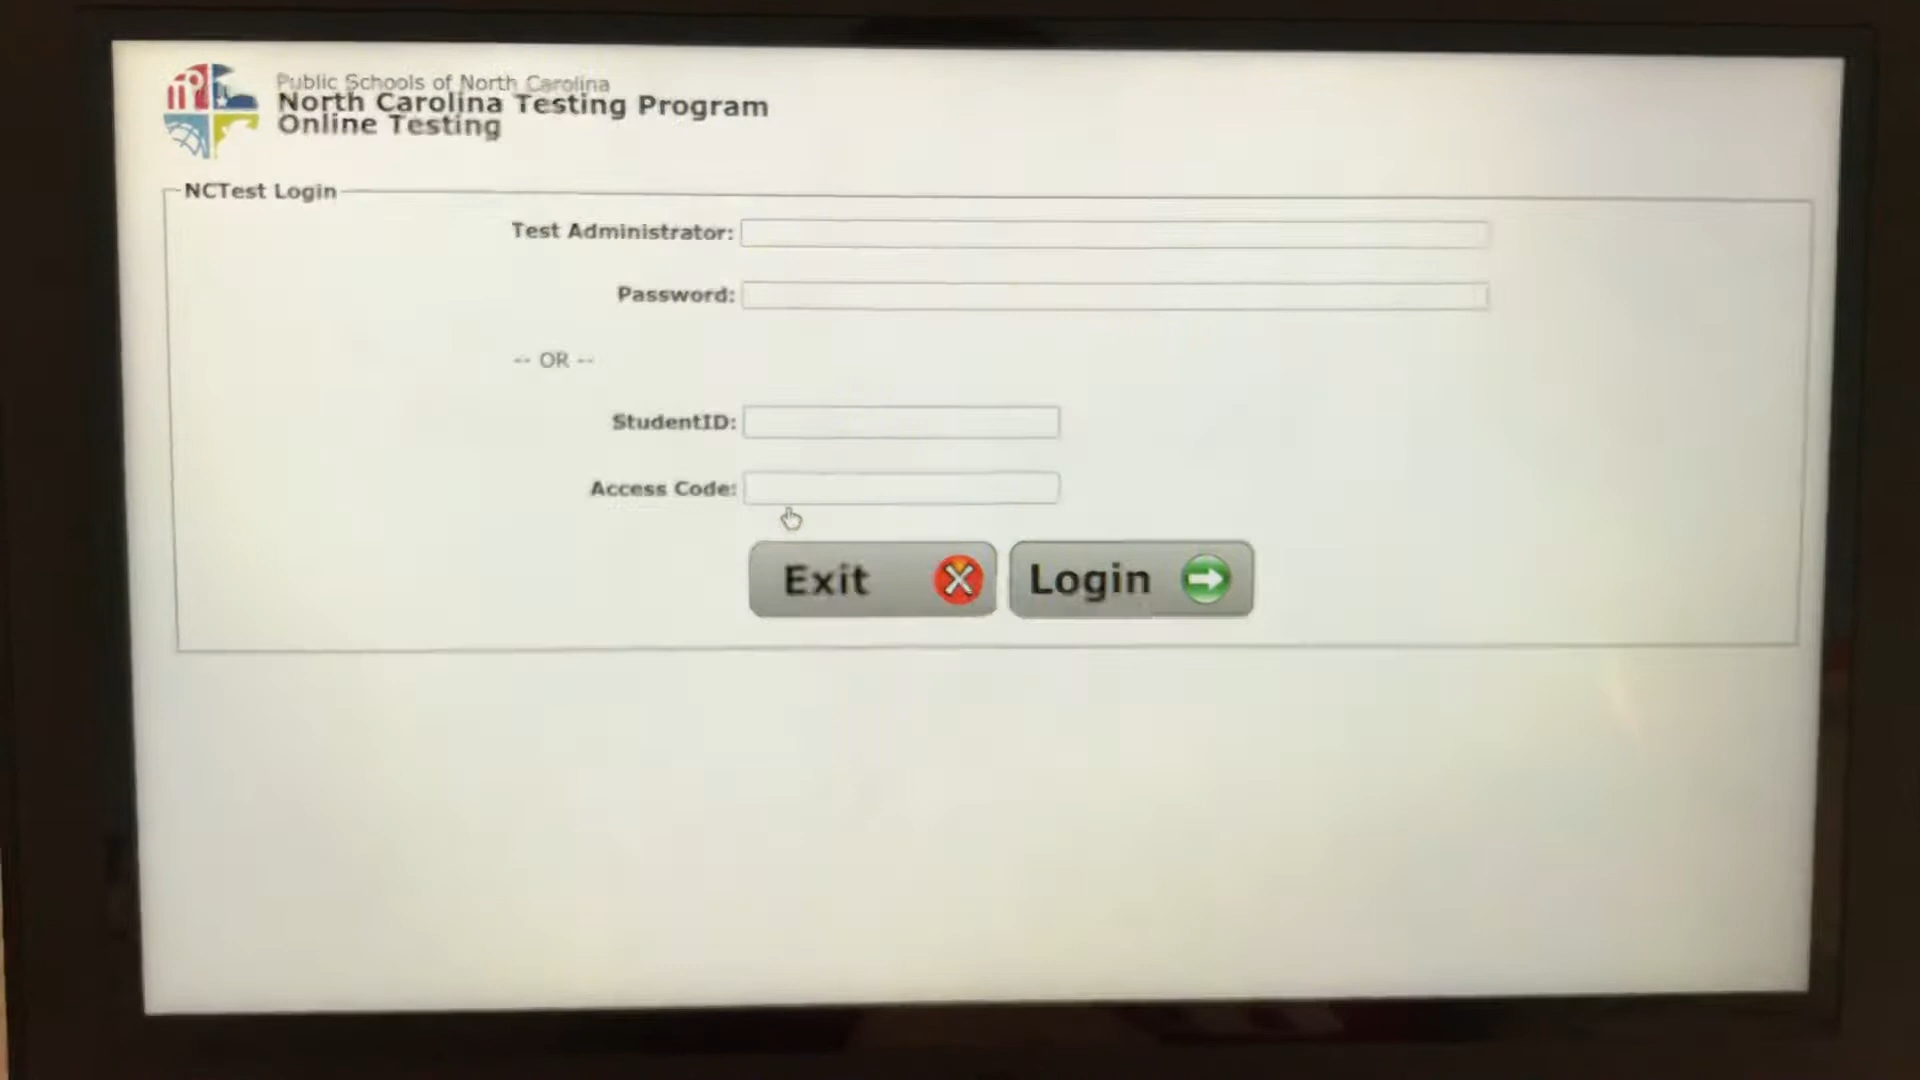 Public Schools of North Carolina
North Carolina Testing Program
Online Testing
NCTest Login
Test Administrator:
Password:
-- OR --
StudentID:
Access Code:
Exit
Login